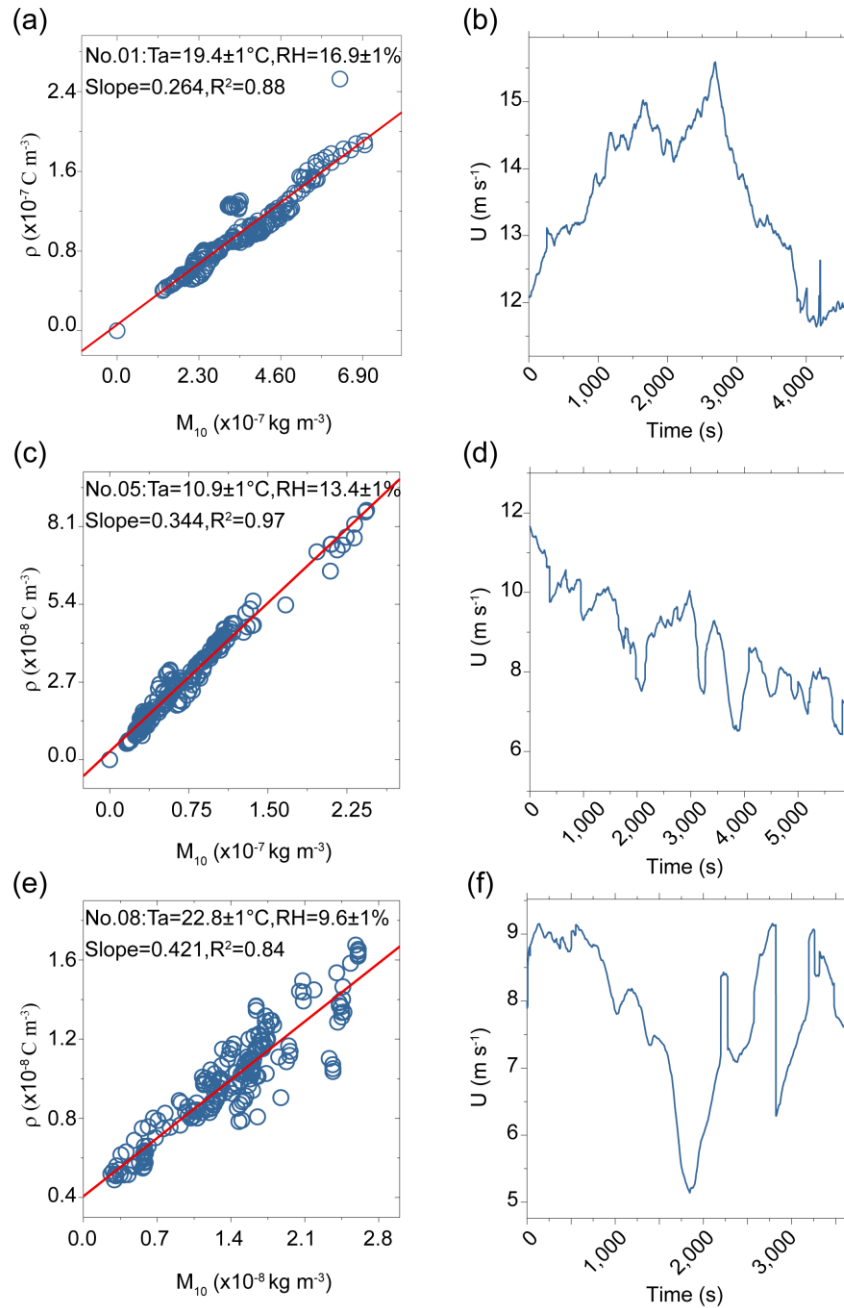 (a)
No.01:Ta=19.4±1°C,RH=16.9±1%
Slope=0.264,R²=0.88
2.4
1.6
0.8
0.0
ρ (x10⁻⁷ C m⁻³)
0.0 2.30 4.60 6.90
M₁₀ (x10⁻⁷ kg m⁻³)
(b)
15
14
13
12
U (m s⁻¹)
0 1,000 2,000 3,000 4,000
Time (s)
(c)
No.05:Ta=10.9±1°C,RH=13.4±1%
Slope=0.344,R²=0.97
8.1
5.4
2.7
0.0
ρ (x10⁻⁸ C m⁻³)
0.0 0.75 1.50 2.25
M₁₀ (x10⁻⁷ kg m⁻³)
(d)
12
10
8
6
U (m s⁻¹)
0 1,000 2,000 3,000 4,000 5,000
Time (s)
(e)
No.08:Ta=22.8±1°C,RH=9.6±1%
Slope=0.421,R²=0.84
1.6
1.2
0.8
0.4
ρ (x10⁻⁸ C m⁻³)
0.0 0.7 1.4 2.1 2.8
M₁₀ (x10⁻⁸ kg m⁻³)
(f)
9
8
7
6
5
U (m s⁻¹)
0 1,000 2,000 3,000
Time (s)